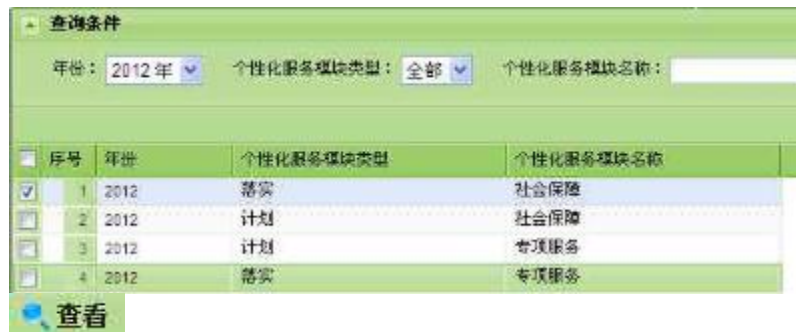 查询条件
年份： 2012 年 个性化服务模块类型： 全部 个性化服务模块名称：
序号 年份 个性化服务模块类型 个性化服务模块名称
1 2012 落实 社会保障
2 2012 计划 社会保障
3 2012 计划 专项服务
4 2012 落实 专项服务
查看